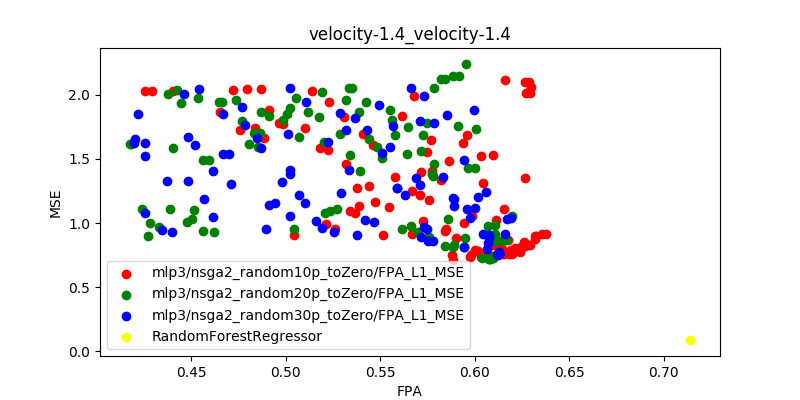 velocity-1.4_velocity-1.4
MSE
2.0
1.5
1.0
0.5
0.0
mlp3/nsga2_random10p_toZero/FPA_L1_MSE
mlp3/nsga2_random20p_toZero/FPA_L1_MSE
mlp3/nsga2_random30p_toZero/FPA_L1_MSE
RandomForestRegressor
0.45 0.50 0.55 0.60 0.65 0.70
FPA